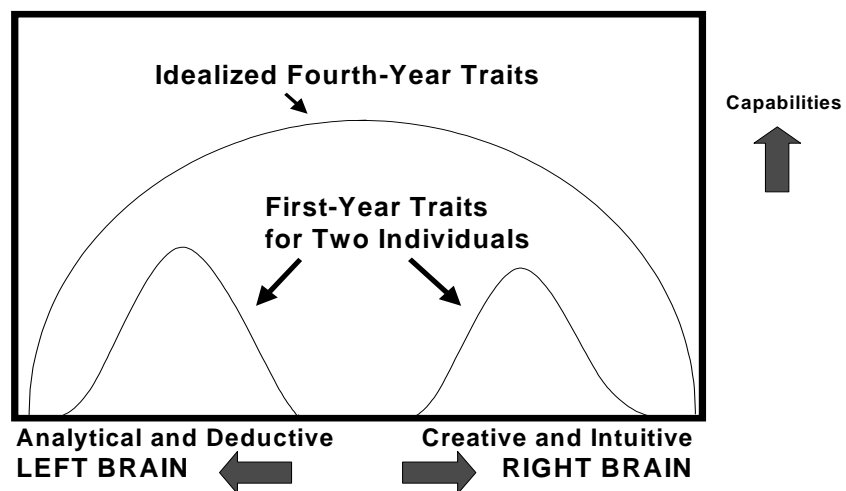 Idealized Fourth-Year Traits
Capabilities
First-Year Traits
for Two Individuals
Analytical and Deductive
LEFT BRAIN
Creative and Intuitive
RIGHT BRAIN